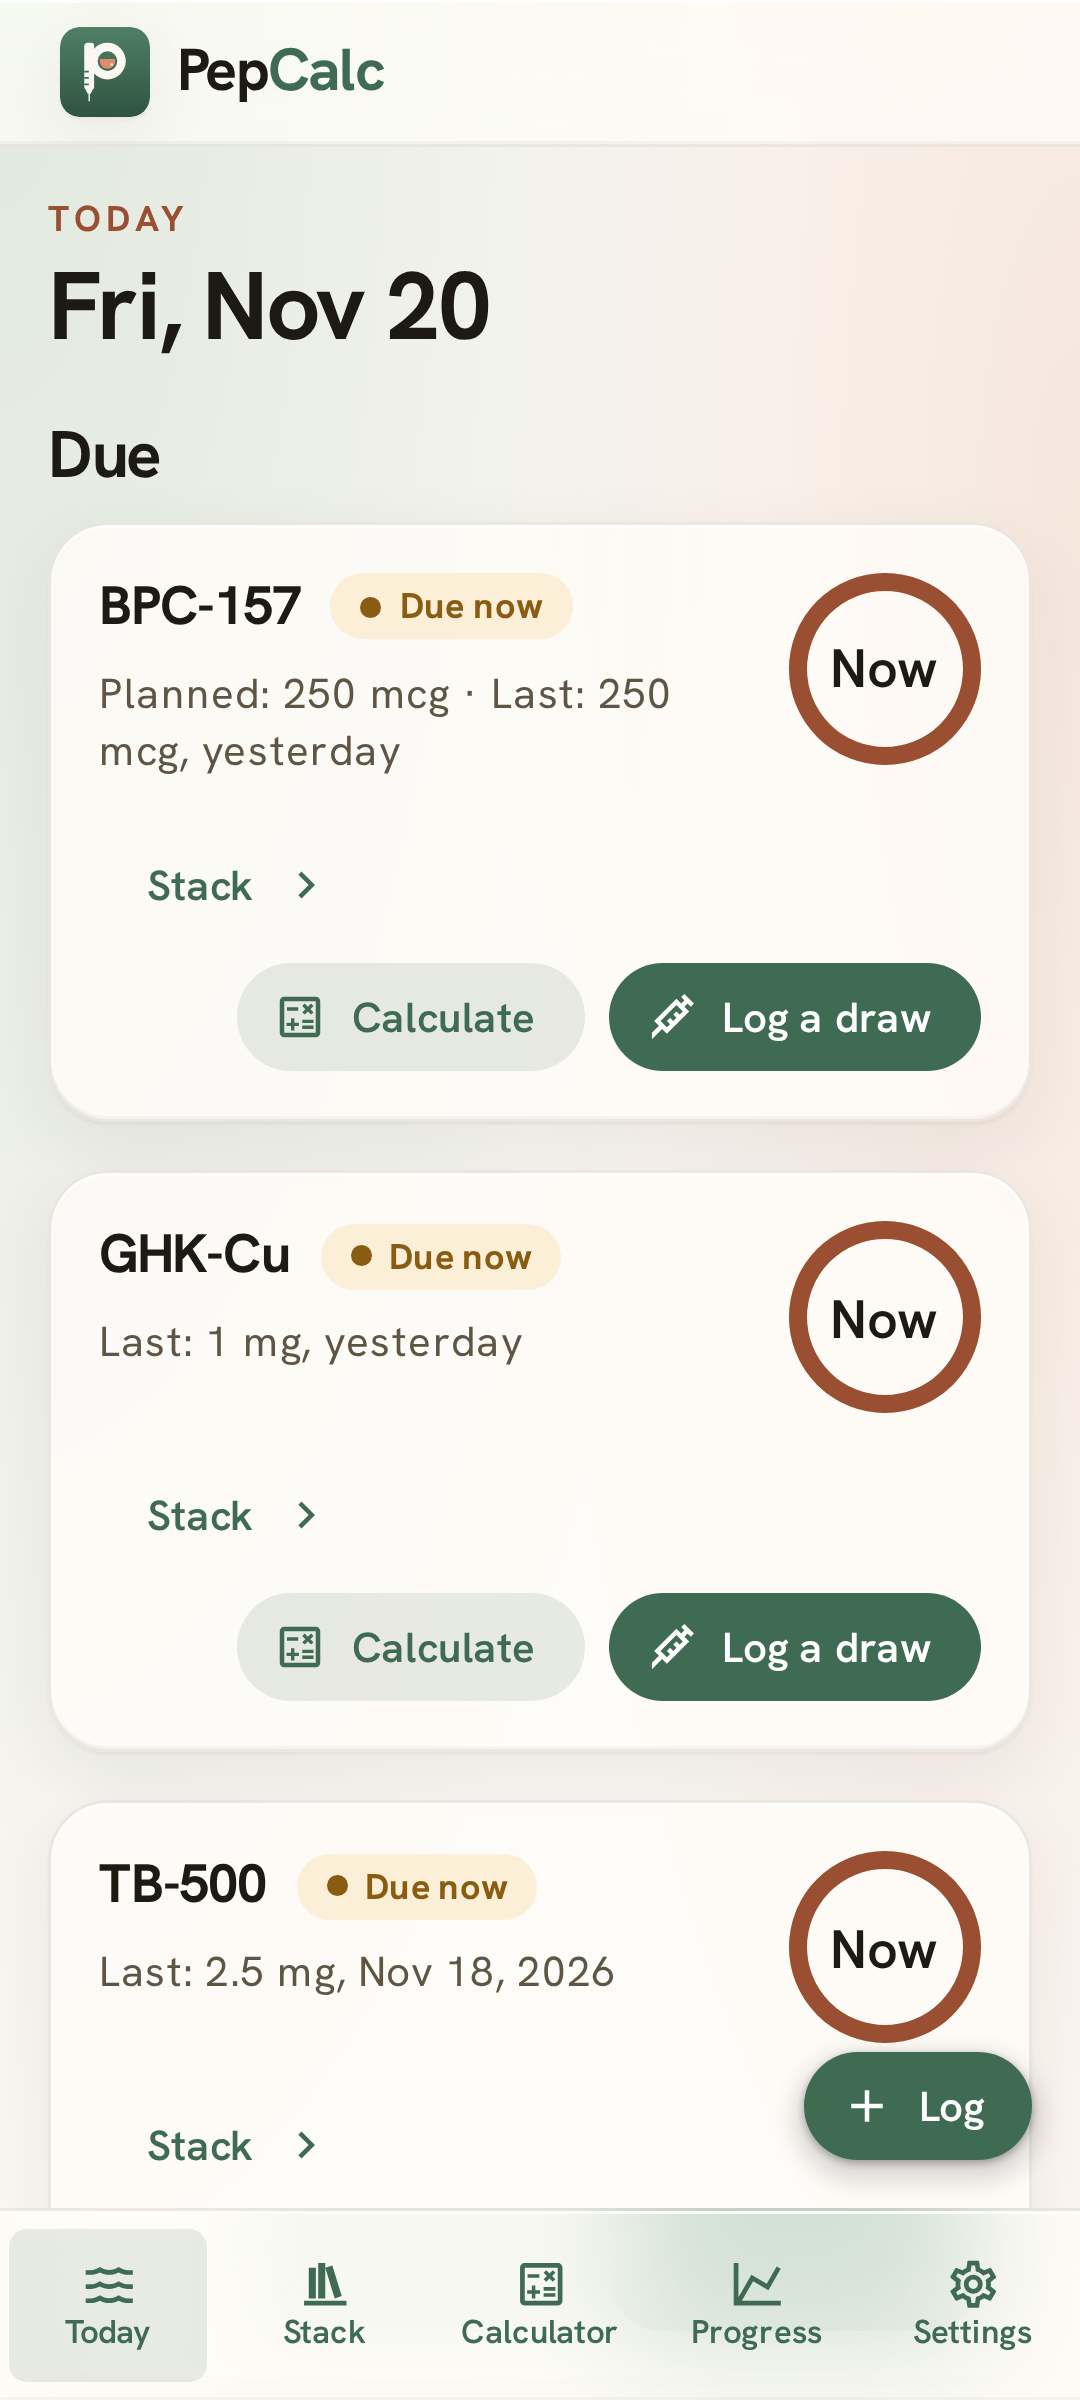 PepCalc
TODAY
Fri, Nov 20
Due
BPC-157
Due now
Now
Planned: 250 mcg · Last: 250
mcg, yesterday
Stack
Calculate
Log a draw
GHK-Cu
Due now
Now
Last: 1 mg, yesterday
Stack
Calculate
Log a draw
TB-500
Due now
Now
Last: 2.5 mg, Nov 18, 2026
Log
Stack
Today
Stack
Calculator
Progress
Settings